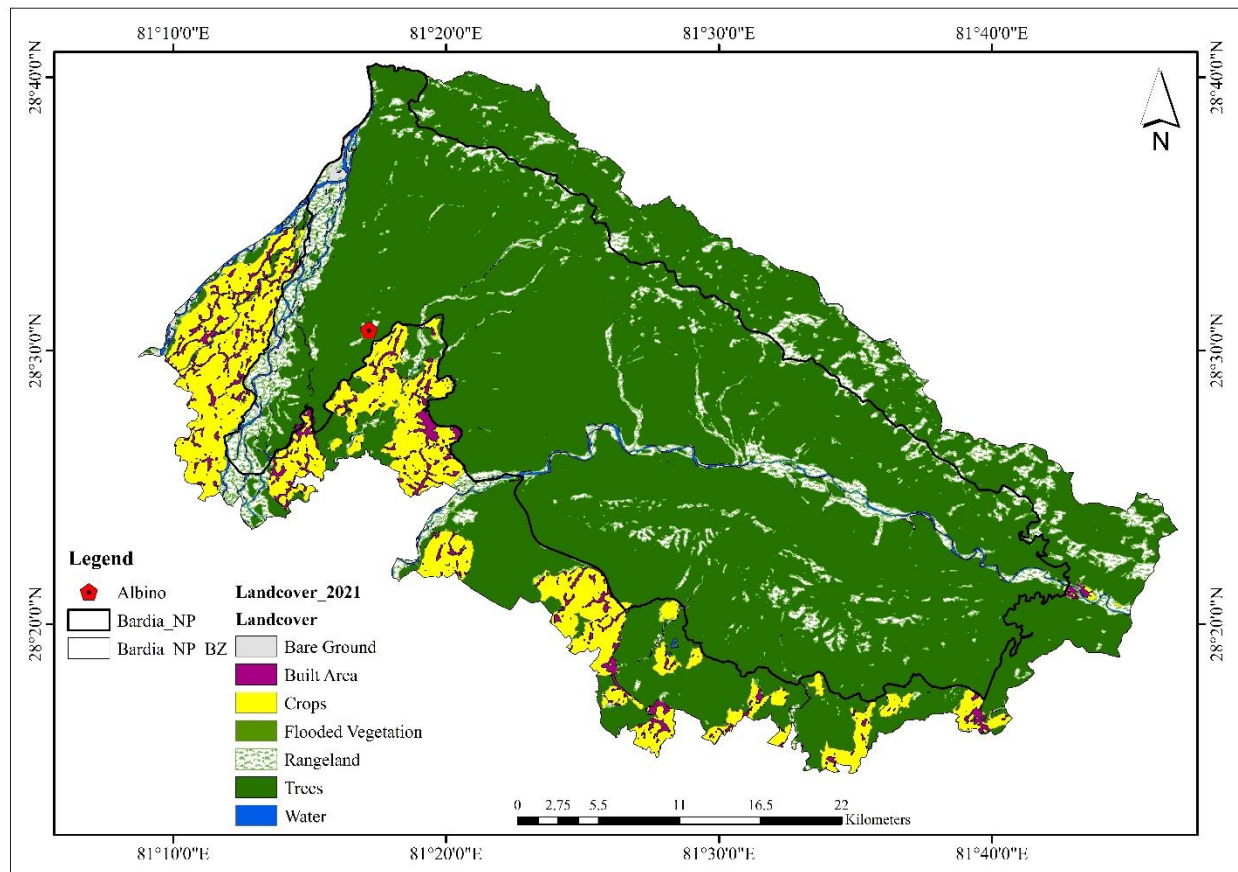 81°10'0"E 81°20'0"E 81°30'0"E 81°40'0"E
28°40'0"N
28°40'0"N
N
28°30'0"N
28°30'0"N
Legend
Albino
Bardia_NP
Bardia_NP_BZ
Landcover_2021
Landcover
Bare Ground
Built Area
Crops
Flooded Vegetation
Rangeland
Trees
Water
28°20'0"N
28°20'0"N
0 2.75 5.5 11 16.5 22
Kilometers
81°10'0"E 81°20'0"E 81°30'0"E 81°40'0"E